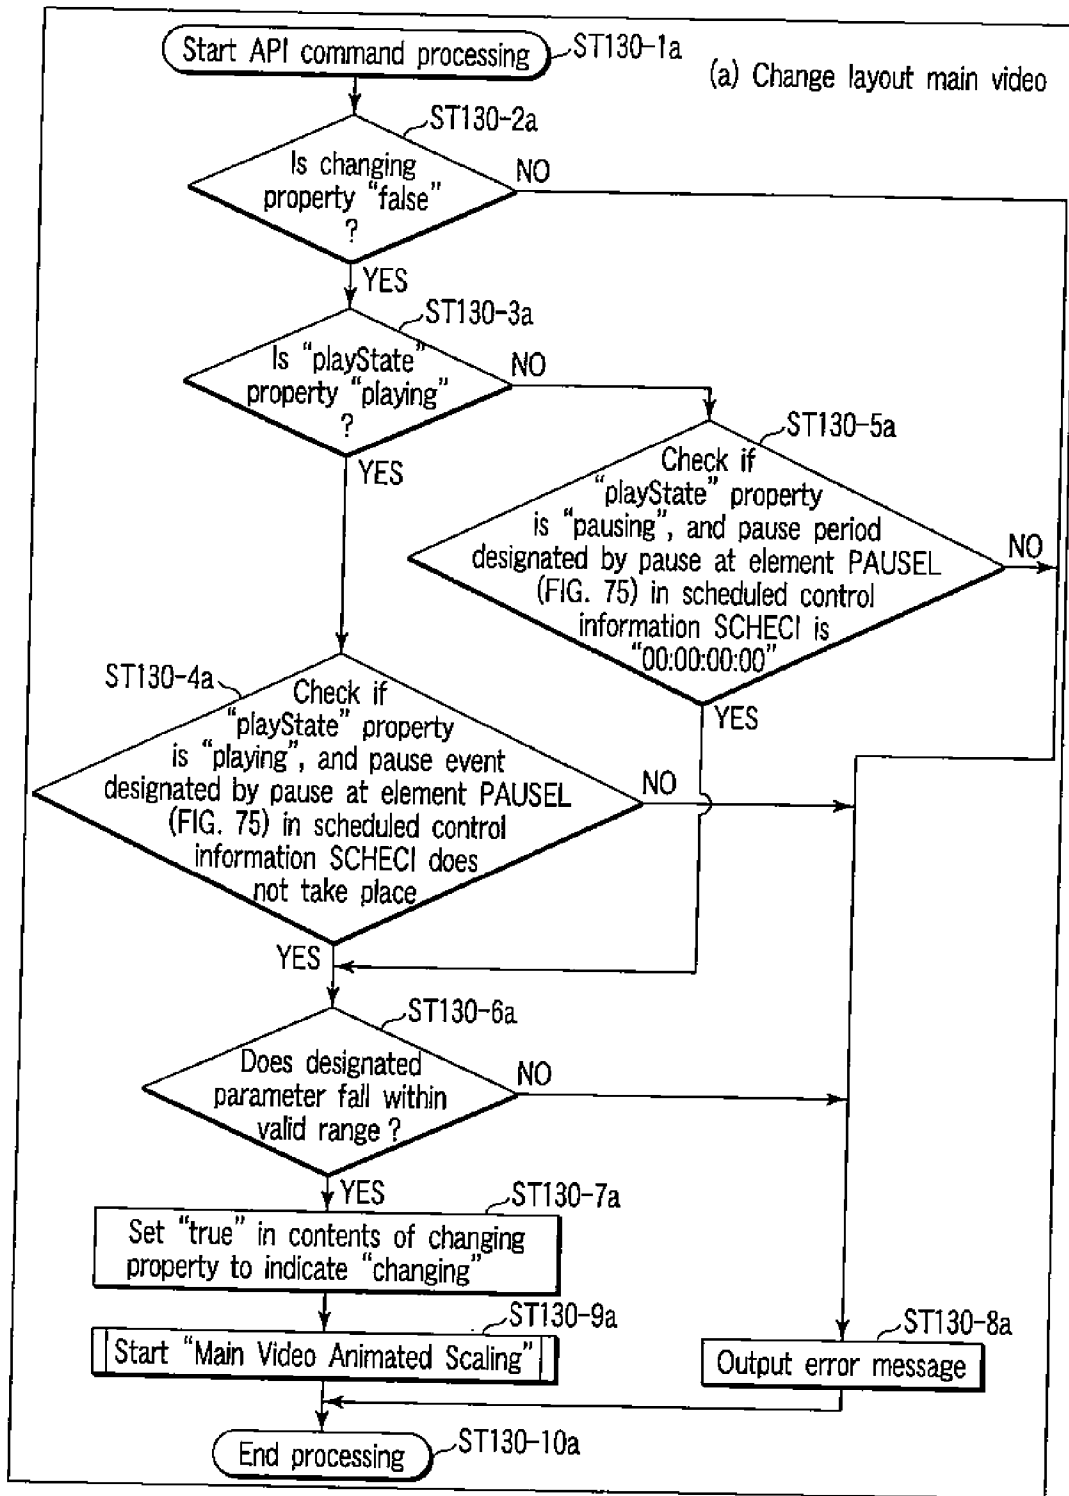 Start API command processing
ST130-1a
(a) Change layout main video
ST130-2a
Is changing
property "false"
?
NO
YES
ST130-3a
Is "playState"
property "playing"
?
NO
YES
ST130-5a
Check if
"playState" property
is "pausing", and pause period
designated by pause at element PAUSEL
(FIG. 75) in scheduled control
information SCHECI is
"00:00:00:00"
NO
YES
ST130-4a
Check if
"playState" property
is "playing", and pause event
designated by pause at element PAUSEL
(FIG. 75) in scheduled control
information SCHECI does
not take place
NO
YES
ST130-6a
Does designated
parameter fall within
valid range ?
NO
YES
ST130-7a
Set "true" in contents of changing
property to indicate "changing"
ST130-9a
Start "Main Video Animated Scaling"
ST130-8a
Output error message
End processing
ST130-10a